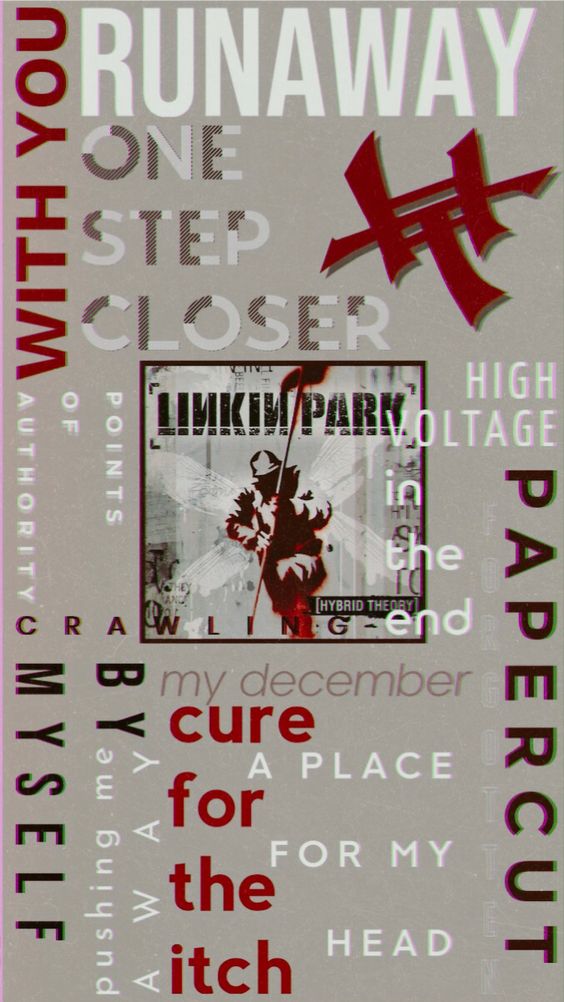 WITH YOU
RUNAWAY
ONE
STEP
CLOSER
POINTS
OF
AUTHORITY
LINKIN PARK
[HYBRID THEORY]
HIGH
VOLTAGE
in
the
end
FORGOTTEN
PAPERCUT
CRAWLING
BY
MYSELF
my december
cure
for
the
itch
pushing me
AWAY
A PLACE
FOR MY
HEAD